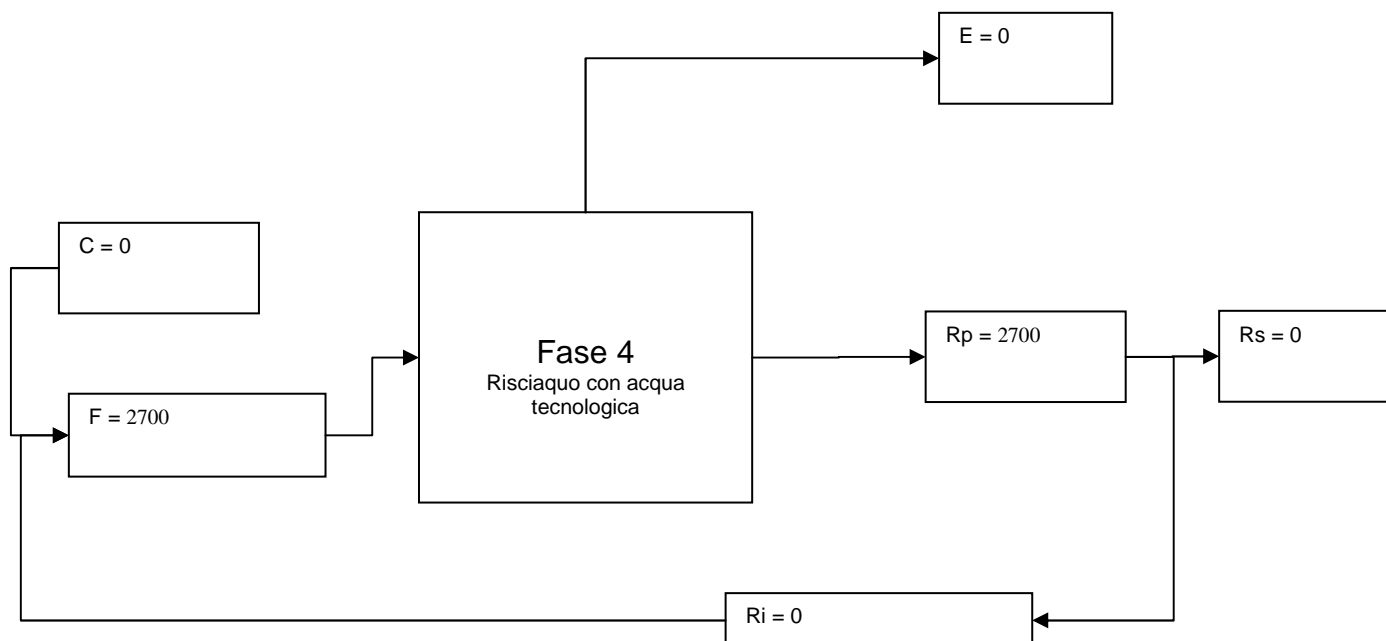 E = 0
C = 0
F = 2700
Fase 4
Risciaquo con acqua
tecnologica
Rp = 2700
Rs = 0
Ri = 0